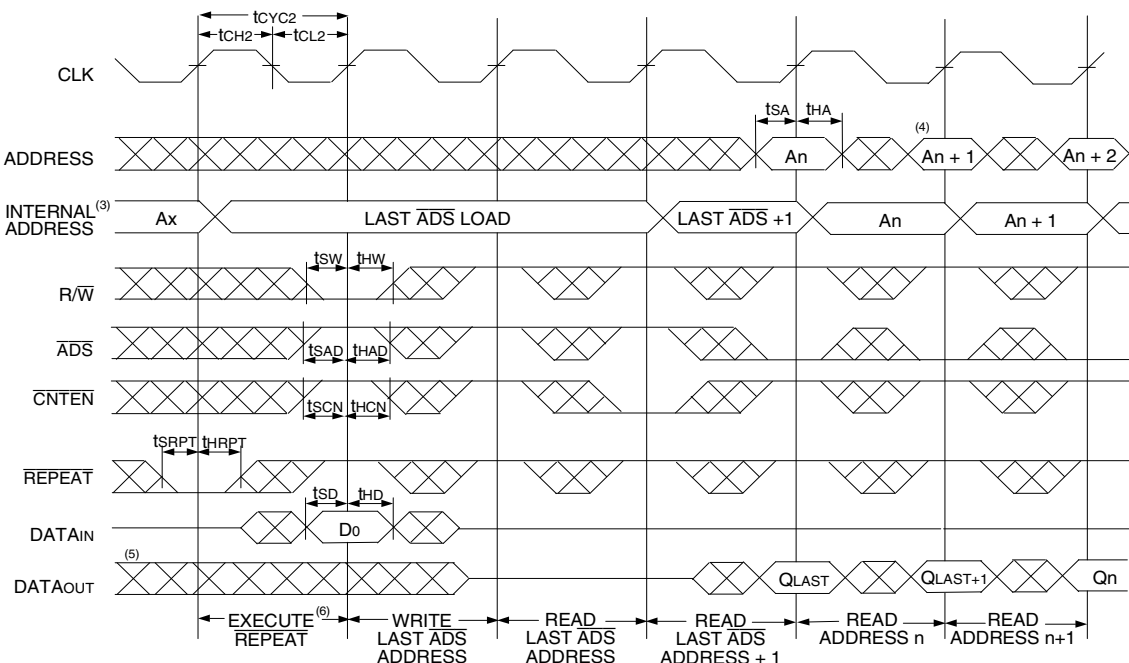 tCYC2
tCH2 tCL2
CLK
tSA tHA
(4)
ADDRESS An An + 1 An + 2
INTERNAL(3)
ADDRESS
Ax LAST ADS LOAD LAST ADS +1 An An + 1
tSW tHW
R/W
ADS
tSAD tHAD
CNTEN
tSCN tHCN
tSRPT tHRPT
REPEAT
tSD tHD
DATAIN D0
(5)
DATAOUT QLAST QLAST+1 Qn
EXECUTE(6)
REPEAT
WRITE
LAST ADS
ADDRESS
READ
LAST ADS
ADDRESS
READ
LAST ADS
ADDRESS + 1
READ
ADDRESS n
READ
ADDRESS n+1